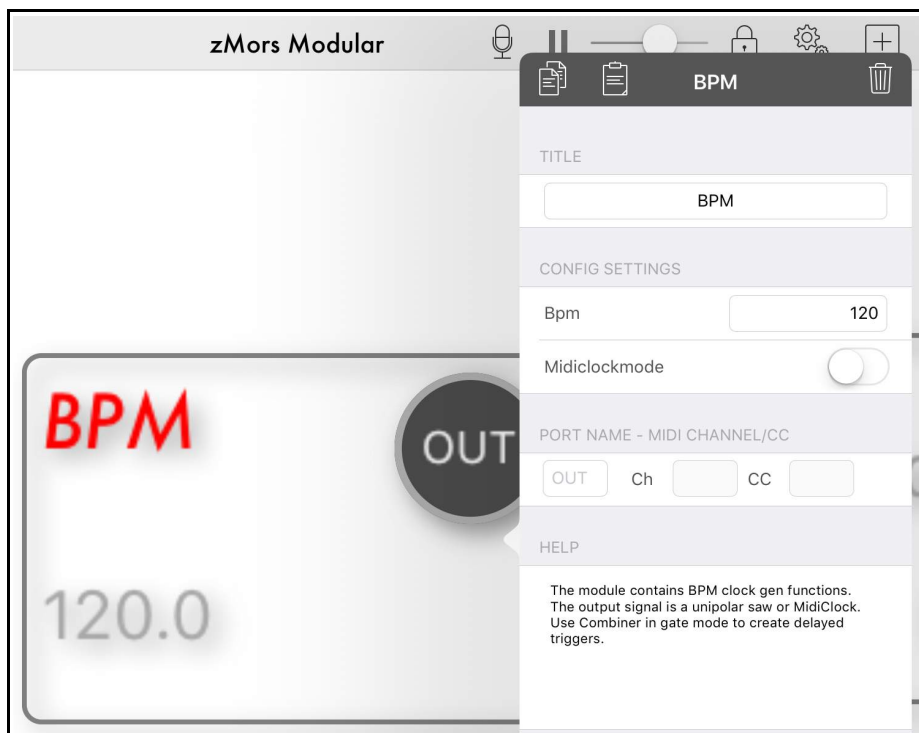 zMors Modular
BPM
TITLE
BPM
CONFIG SETTINGS
Bpm 120
Midiclockmode
PORT NAME - MIDI CHANNEL/CC
OUT Ch CC
HELP
The module contains BPM clock gen functions.
The output signal is a unipolar saw or MidiClock.
Use Combiner in gate mode to create delayed
triggers.
BPM
OUT
120.0